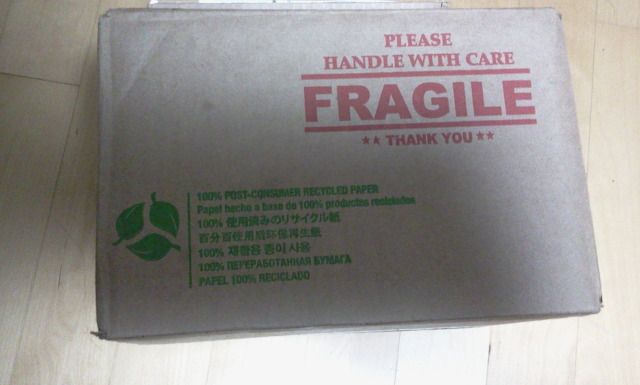 PLEASE
HANDLE WITH CARE
FRAGILE
★★ THANK YOU ★★
100% POST-CONSUMER RECYCLED PAPER
Papel hecho a base de 100% productos reciclados
100% 使用済みのリサイクル紙
百分百使用后环保再生紙
100% 재활용 종이 사용
100% ПЕРЕРАБОТАННАЯ БУМАГА
PAPEL 100% RECICLADO